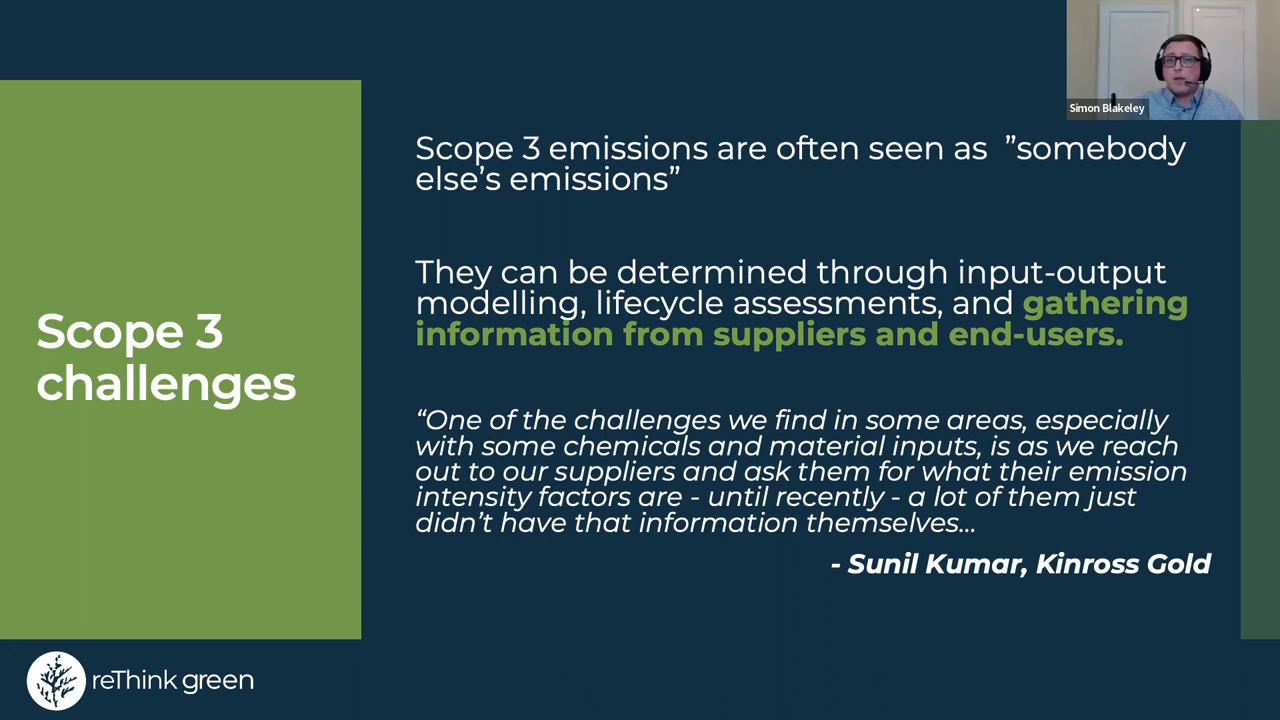 Simon Blakeley
Scope 3 emissions are often seen as ”somebody
else’s emissions”
They can be determined through input-output
modelling, lifecycle assessments, and gathering
information from suppliers and end-users.
Scope 3
challenges
“One of the challenges we find in some areas, especially
with some chemicals and material inputs, is as we reach
out to our suppliers and ask them for what their emission
intensity factors are - until recently - a lot of them just
didn’t have that information themselves...
- Sunil Kumar, Kinross Gold
reThink green